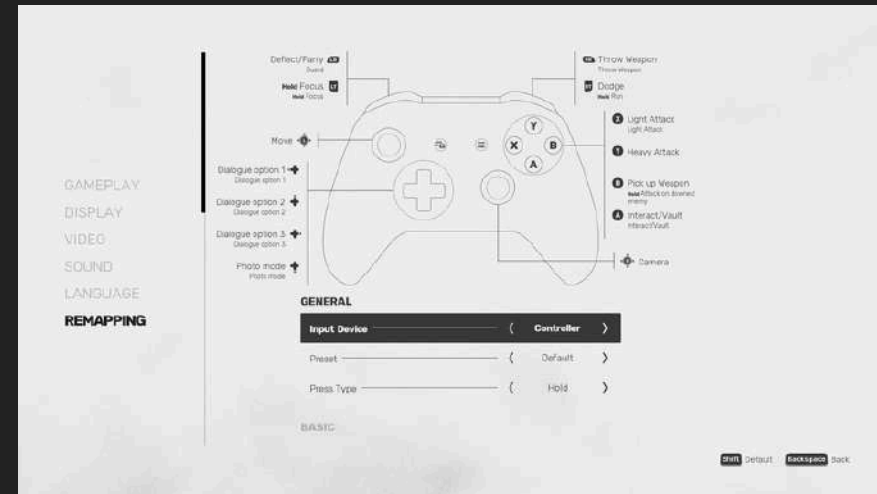 GAMEPLAY
DISPLAY
VIDEO
SOUND
LANGUAGE
REMAPPING
Deflect/Parry LB
Guard
Hold Focus LT
Hold Focus
Move L
Dialogue option 1
Dialogue option 1
Dialogue option 2
Dialogue option 2
Dialogue option 3
Dialogue option 3
Photo mode
Photo mode
Y
X
B
A
Throw Weapon
Throw Weapon
Dodge
Hold Run
X Light Attack
Light Attack
Y Heavy Attack
B Pick up Weapon
Hold Attack on downed
enemy
A Interact/Vault
Interact/Vault
Camera
GENERAL
Input Device Controller
Preset Default
Press Type Hold
BASIC
Shift Default Backspace Back